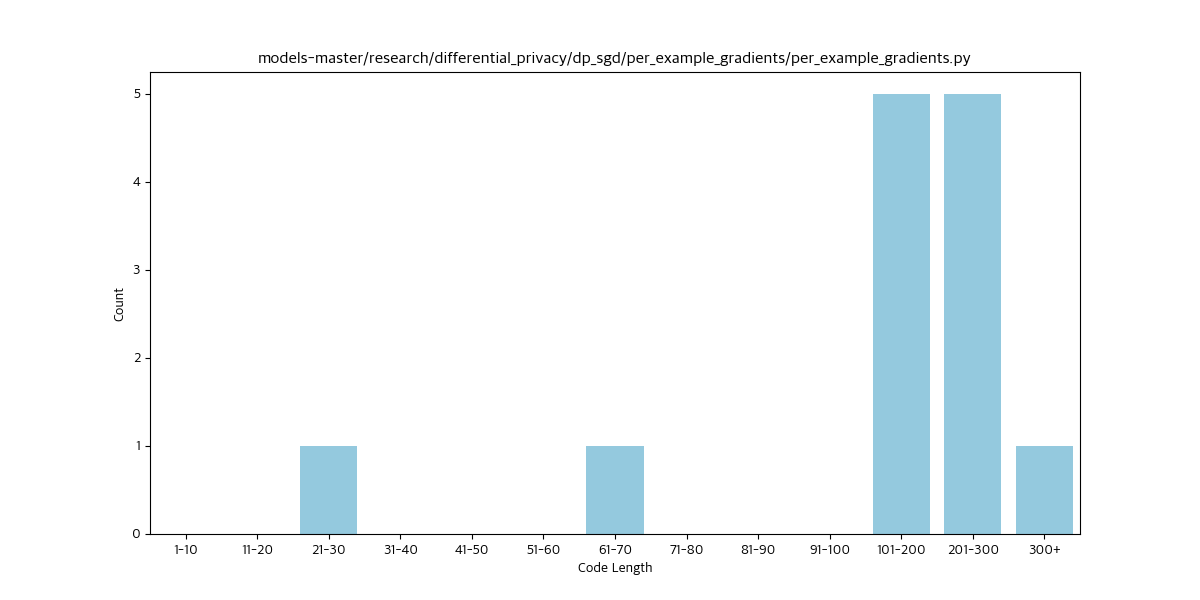 models-master/research/differential_privacy/dp_sgd/per_example_gradients/per_example_gradients.py
5
4
3
2
1
0
Count
1-10 11-20 21-30 31-40 41-50 51-60 61-70 71-80 81-90 91-100 101-200 201-300 300+
Code Length